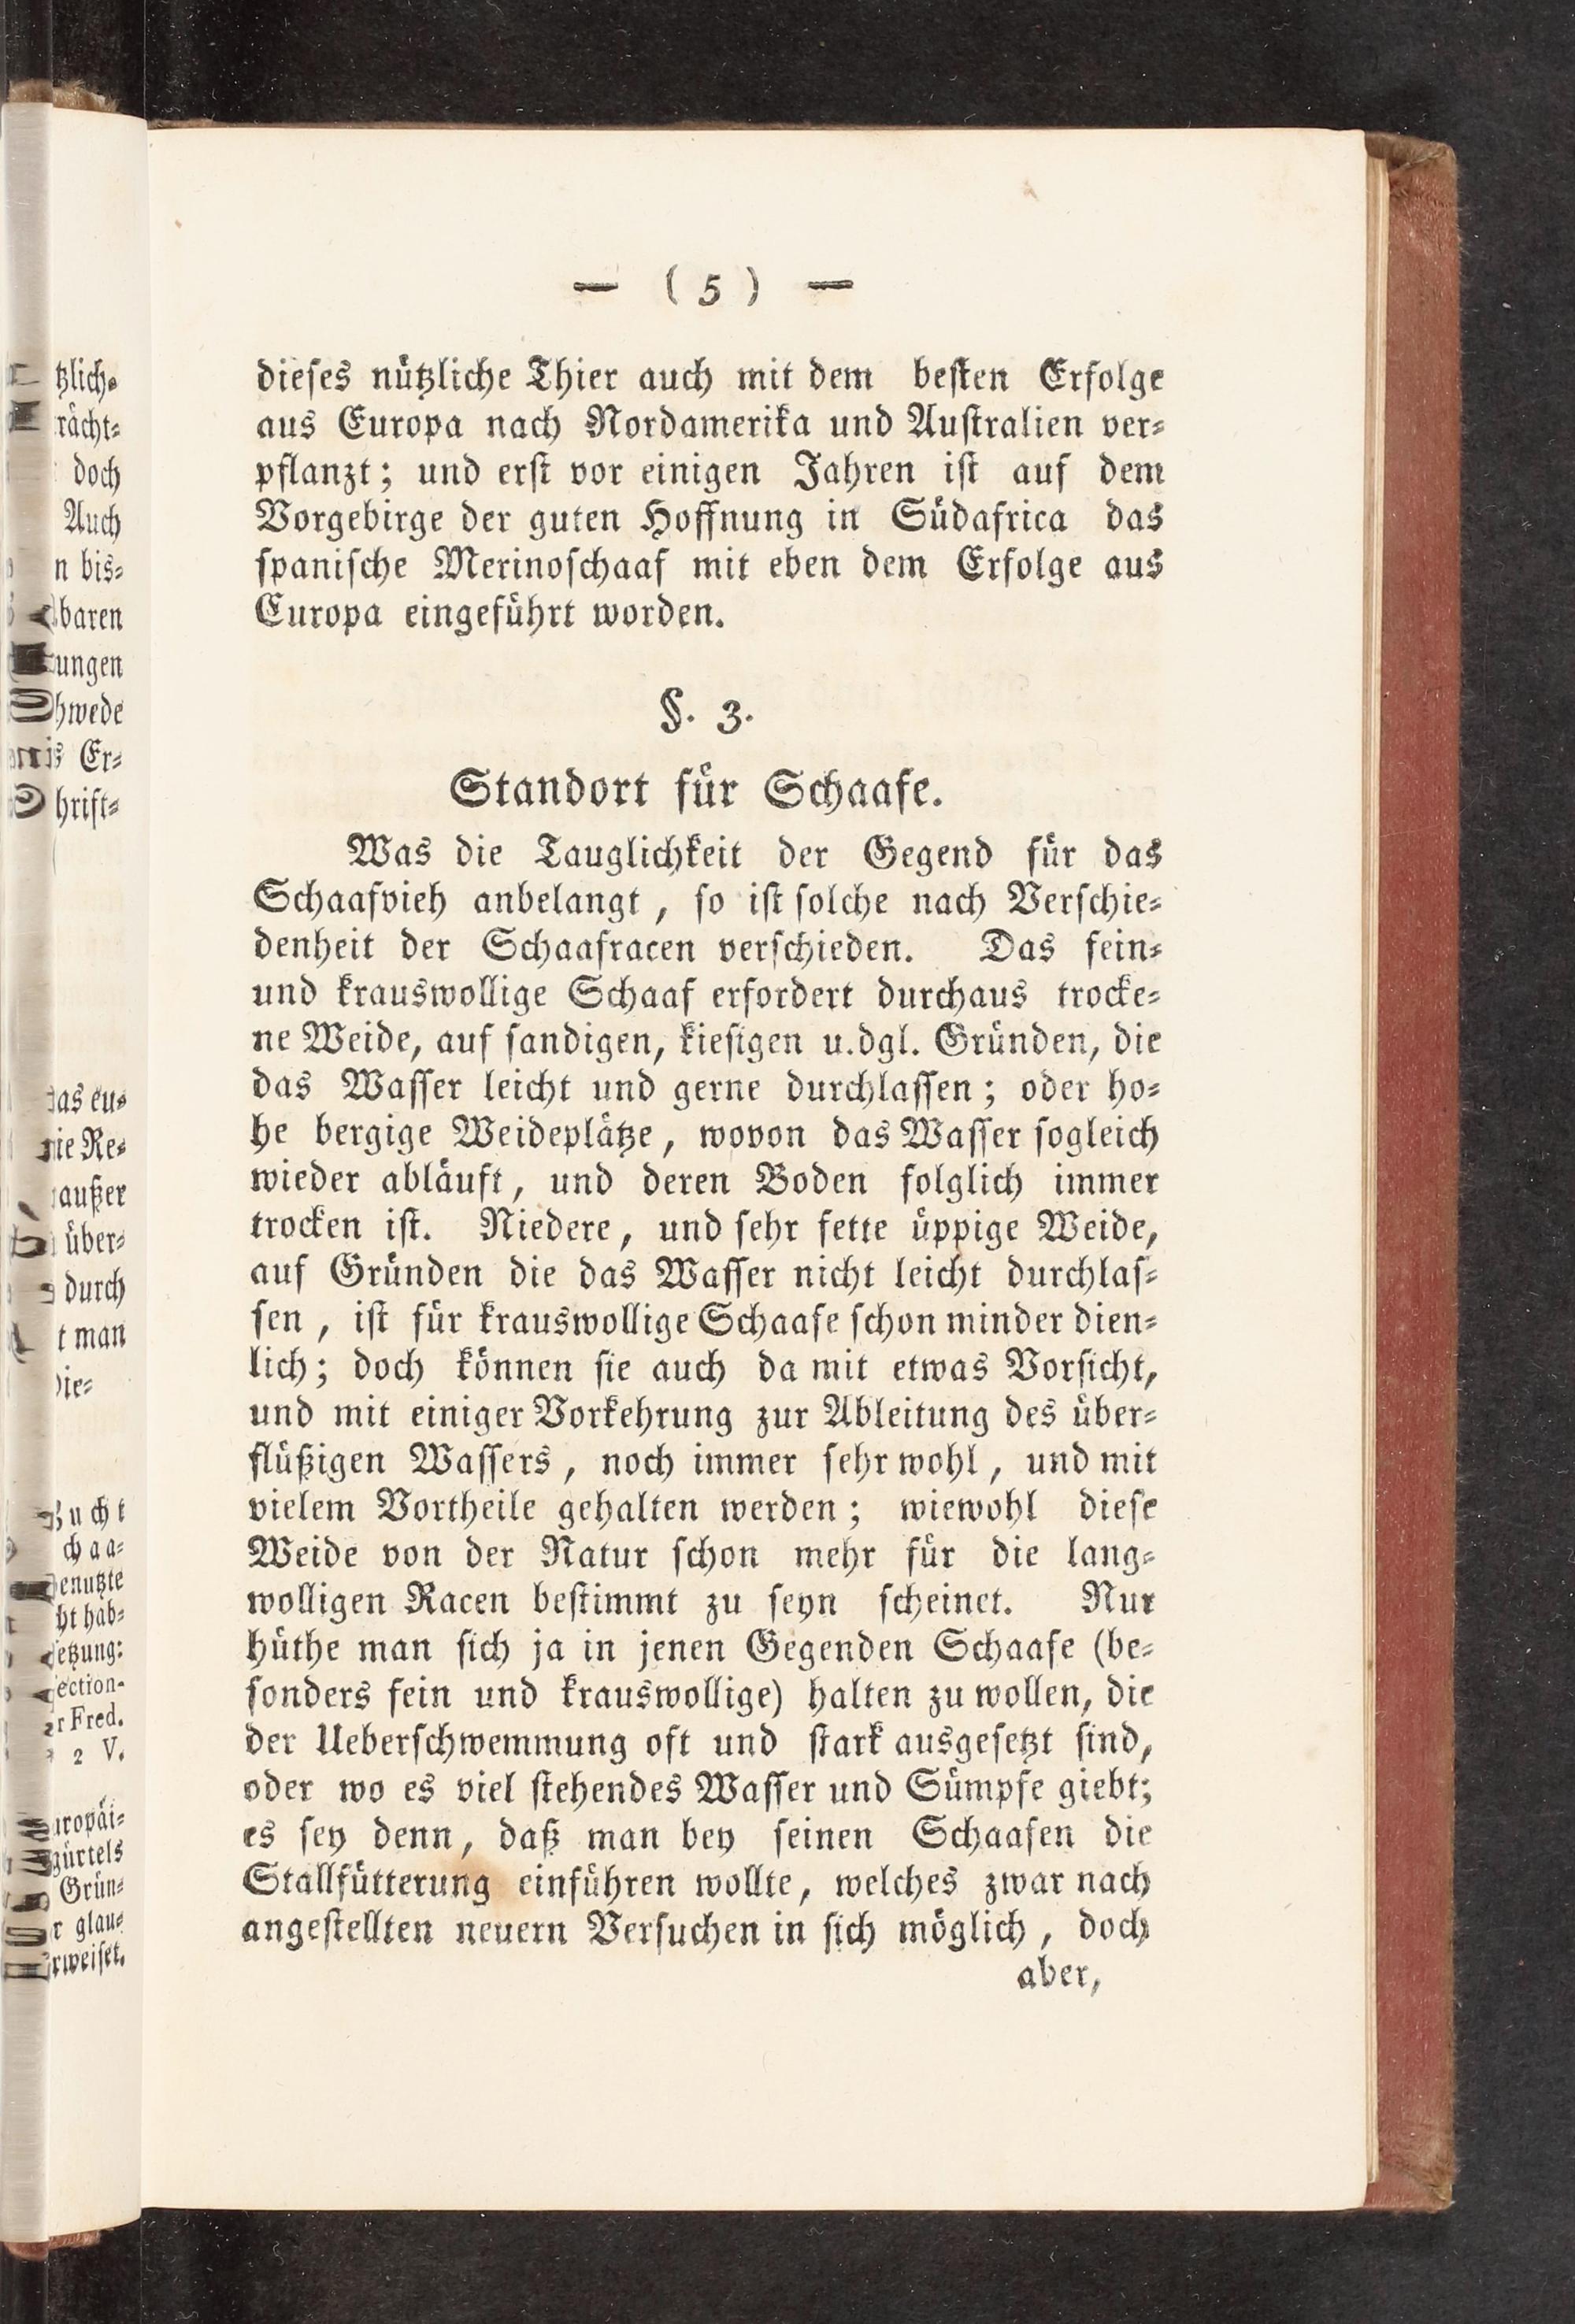 — ( 5 ) —
dieses nützliche Thier auch mit dem besten Erfolge
aus Europa nach Nordamerika und Australien ver-
pflanzt; und erst vor einigen Jahren ist auf dem
Vorgebirge der guten Hoffnung in Südafrica das
spanische Merinoschaaf mit eben dem Erfolge aus
Europa eingeführt worden.
§. 3.
Standort für Schaafe.
Was die Tauglichkeit der Gegend für das
Schaafvieh anbelangt, so ist solche nach Verschie-
denheit der Schaafracen verschieden. Das fein-
und krauswollige Schaaf erfordert durchaus trocke-
ne Weide, auf sandigen, kiesigen u.dgl. Gründen, die
das Wasser leicht und gerne durchlassen; oder ho-
he bergige Weideplätze, wovon das Wasser sogleich
wieder abläuft, und deren Boden folglich immer
trocken ist. Niedere, und sehr fette üppige Weide,
auf Gründen die das Wasser nicht leicht durchlas-
sen, ist für krauswollige Schaafe schon minder dien-
lich; doch können sie auch da mit etwas Vorsicht,
und mit einiger Vorkehrung zur Ableitung des über-
flüßigen Wassers, noch immer sehr wohl, und mit
vielem Vortheile gehalten werden; wiewohl diese
Weide von der Natur schon mehr für die lang-
wolligen Racen bestimmt zu seyn scheinet. Nur
hüthe man sich ja in jenen Gegenden Schaafe (be-
sonders fein und krauswollige) halten zu wollen, die
der Ueberschwemmung oft und stark ausgesetzt sind,
oder wo es viel stehendes Wasser und Sümpfe giebt;
es sey denn, daß man bey seinen Schaafen die
Stallfütterung einführen wollte, welches zwar nach
angestellten neuern Versuchen in sich möglich, doch
aber,